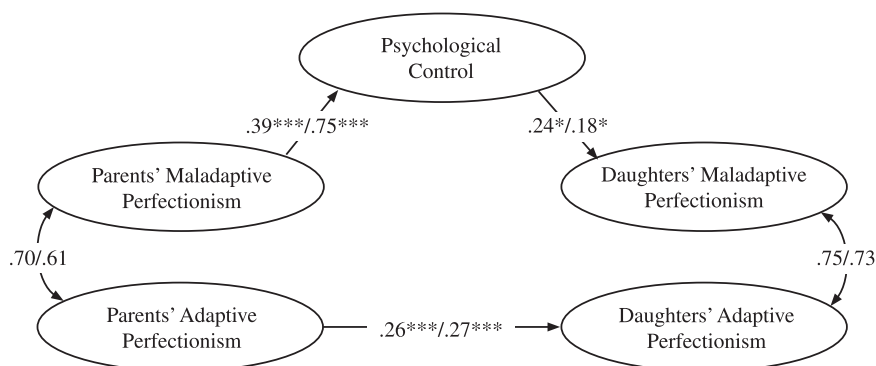 Psychological
Control
.39***/.75***
.24*/.18*
Parents’ Maladaptive
Perfectionism
Daughters’ Maladaptive
Perfectionism
.70/.61
.75/.73
Parents’ Adaptive
Perfectionism
.26***/.27***
Daughters’ Adaptive
Perfectionism